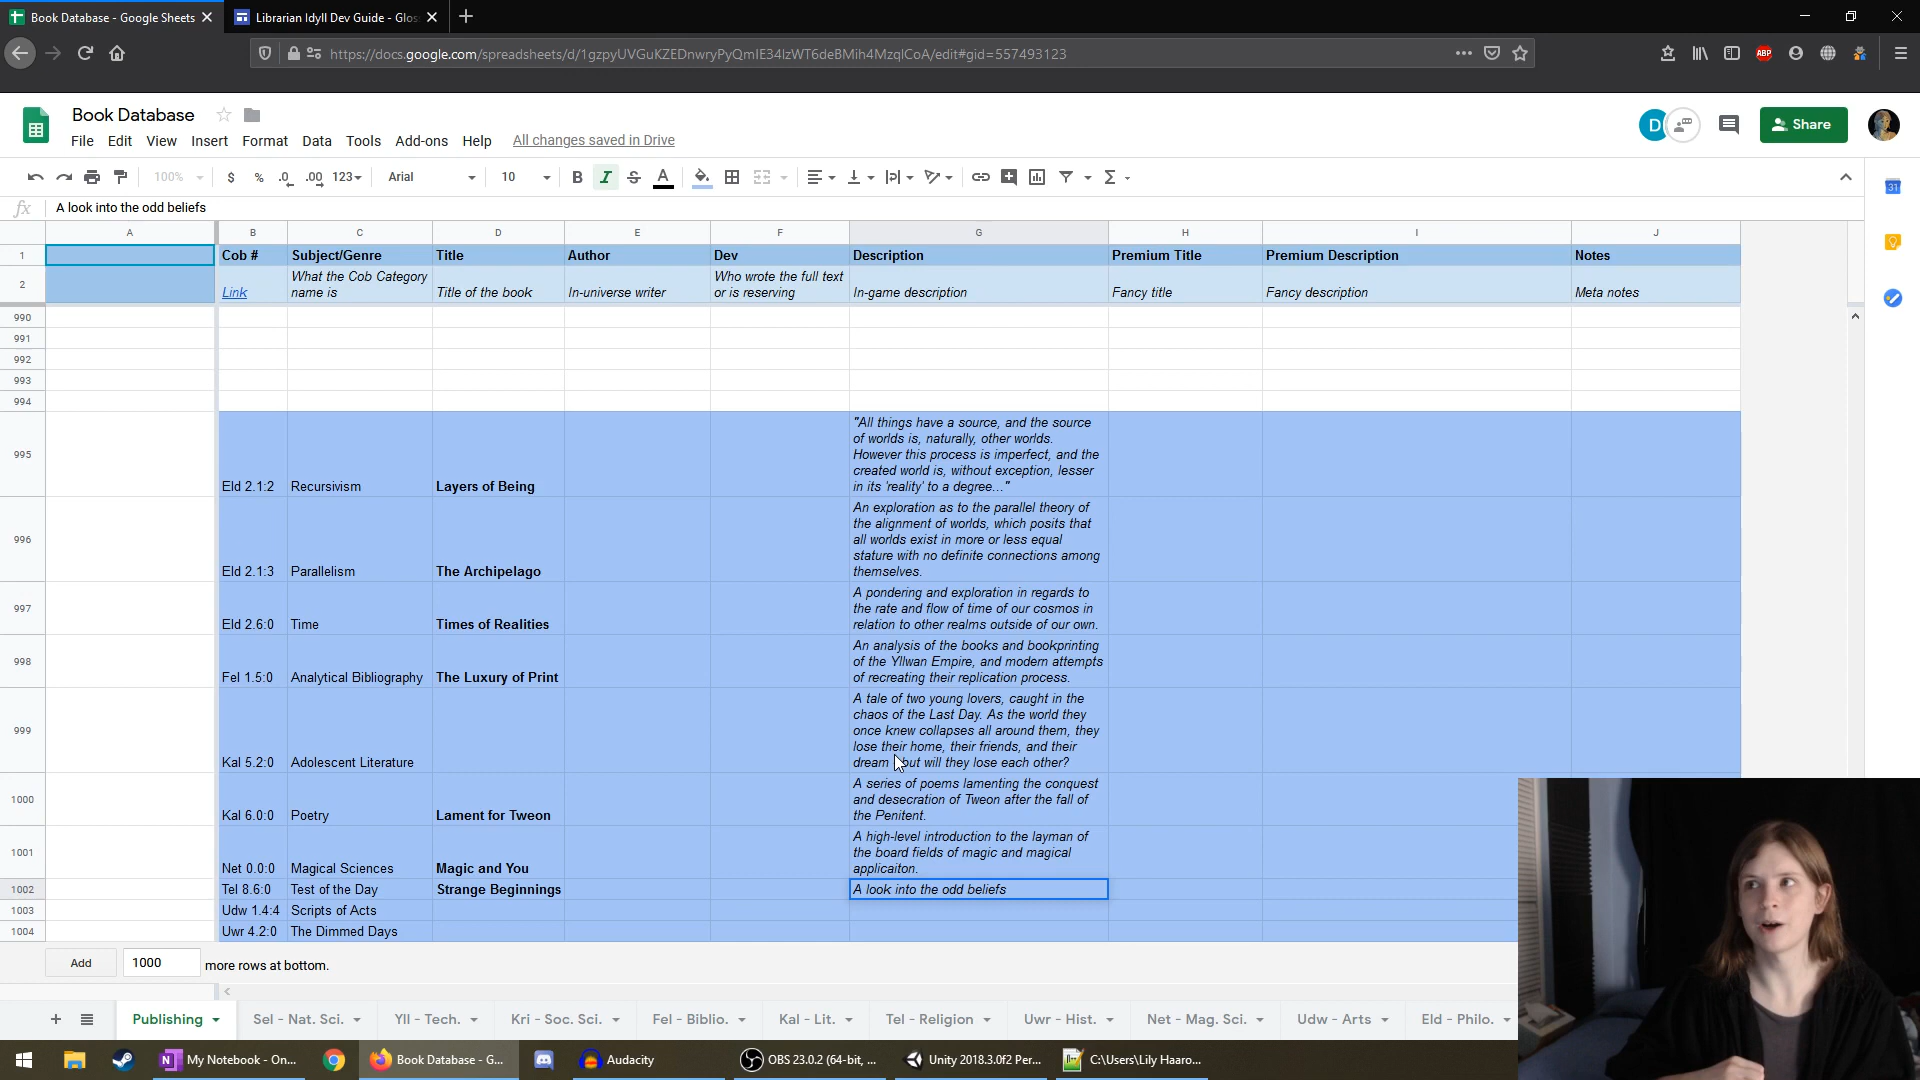 Book Database - Google Sheets
Librarian Idyll Dev Guide - Glos
https://docs.google.com/spreadsheets/d/1gzpyUVGuKZEDnwryPyQmIE34lzWT6deBMih4MzqlCoA/edit#gid=557493123
ABP
Book Database
File Edit View Insert Format Data Tools Add-ons Help All changes saved in Drive
D
Share
100% $ % .0 .00 123 Arial 10 B I S A Σ
31
fx A look into the odd beliefs
A B C D E F G H I J
1 Cob # Subject/Genre Title Author Dev Description Premium Title Premium Description Notes
What the Cob Category Who wrote the full text
2 Link name is Title of the book In-universe writer or is reserving In-game description Fancy title Fancy description Meta notes
990
991
992
993
994
"All things have a source, and the source
of worlds is, naturally, other worlds.
995 However this process is imperfect, and the
created world is, without exception, lesser
Eld 2.1:2 Recursivism Layers of Being in its 'reality' to a degree..."
An exploration as to the parallel theory of
the alignment of worlds, which posits that
996 all worlds exist in more or less equal
stature with no definite connections among
Eld 2.1:3 Parallelism The Archipelago themselves.
A pondering and exploration in regards to
997 the rate and flow of time of our cosmos in
Eld 2.6:0 Time Times of Realities relation to other realms outside of our own.
An analysis of the books and bookprinting
998 of the Yllwan Empire, and modern attempts
Fel 1.5:0 Analytical Bibliography The Luxury of Print of recreating their replication process.
A tale of two young lovers, caught in the
chaos of the Last Day. As the world they
999 once knew collapses all around them, they
lose their home, their friends, and their
Kal 5.2:0 Adolescent Literature dream but will they lose each other?
A series of poems lamenting the conquest
1000 and desecration of Tweon after the fall of
Kal 6.0:0 Poetry Lament for Tweon the Penitent.
A high-level introduction to the layman of
1001 the board fields of magic and magical
Net 0.0:0 Magical Sciences Magic and You applicaiton.
1002 Tel 8.6:0 Test of the Day Strange Beginnings A look into the odd beliefs
1003 Udw 1.4:4 Scripts of Acts
1004 Uwr 4.2:0 The Dimmed Days
Add 1000 more rows at bottom.
Publishing Sel - Nat. Sci. Yll - Tech. Kri - Soc. Sci. Fel - Biblio. Kal - Lit. Tel - Religion Uwr - Hist. Net - Mag. Sci. Udw - Arts Eld - Philo.
My Notebook - On... Book Database - G... Audacity OBS 23.0.2 (64-bit, ... Unity 2018.3.0f2 Per... C:\Users\Lily Haaro...